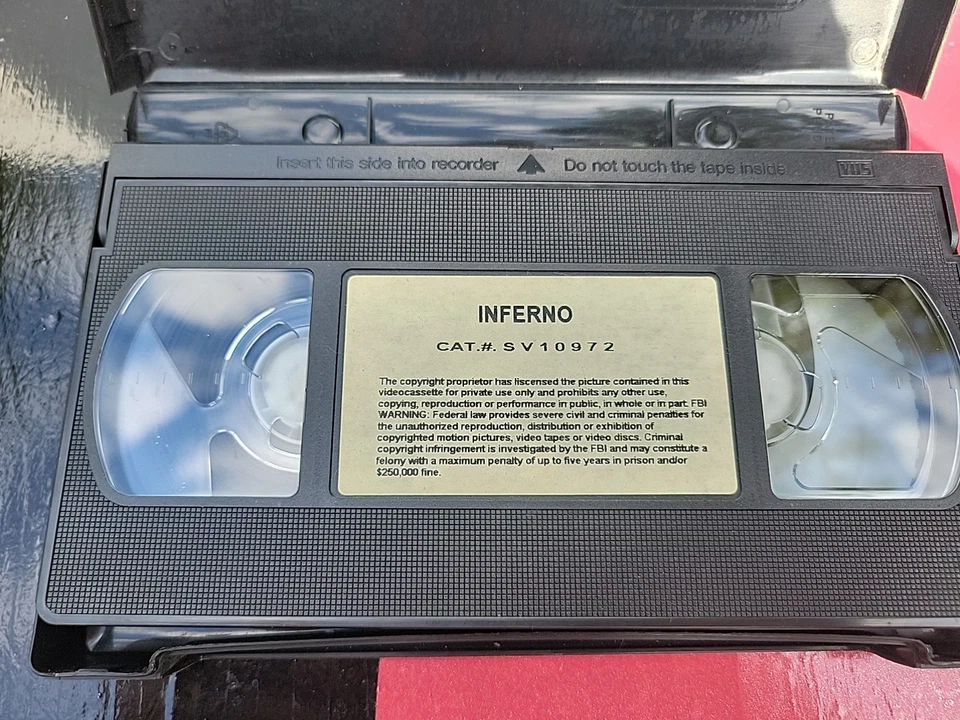 Insert this side into recorder ▲ Do not touch the tape inside VHS
INFERNO
CAT.#. SV10972
The copyright proprietor has liscensed the picture contained in this
videocassette for private use only and prohibits any other use,
copying, reproduction or performance in public, in whole or in part. FBI
WARNING: Federal law provides severe civil and criminal penalties for
the unauthorized reproduction, distribution or exhibition of
copyrighted motion pictures, video tapes or video discs. Criminal
copyright infringement is investigated by the FBI and may constitute a
felony with a maximum penalty of up to five years in prison and/or
$250,000 fine.